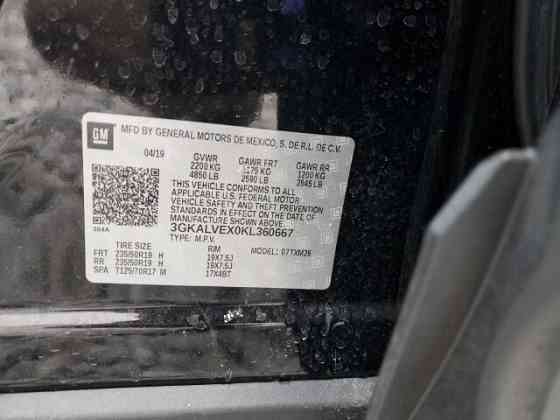 GM
MFD BY GENERAL MOTORS DE MEXICO, S. DE R.L. DE C.V.
04/19 GVWR GAWR FRT GAWR RR
2200 KG KG 1200 KG
4850 LB 2590 LB 2645 LB
THIS VEHICLE CONFORMS TO ALL
APPLICABLE U.S. FEDERAL MOTOR
VEHICLE SAFETY AND THEFT PREVENTION
STANDARDS IN EFFECT ON THE DATE OF
MANUFACTURE SHOWN ABOVE.
3GKALVEX0KL360667
TYPE: M.P.V. MODEL: 07TXM26
TIRE SIZE RIM
FRT 235/50R19 H 19X7.5J
RR 235/50R19 H 19X7.5J
SPA T125/70R17 M 17X4BT